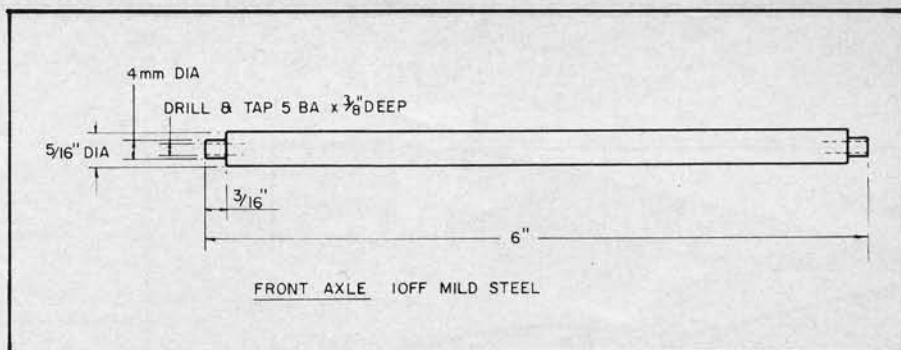 4mm DIA
DRILL & TAP 5 BA x 3/8" DEEP
5/16" DIA
3/16"
6"
FRONT AXLE 1OFF MILD STEEL